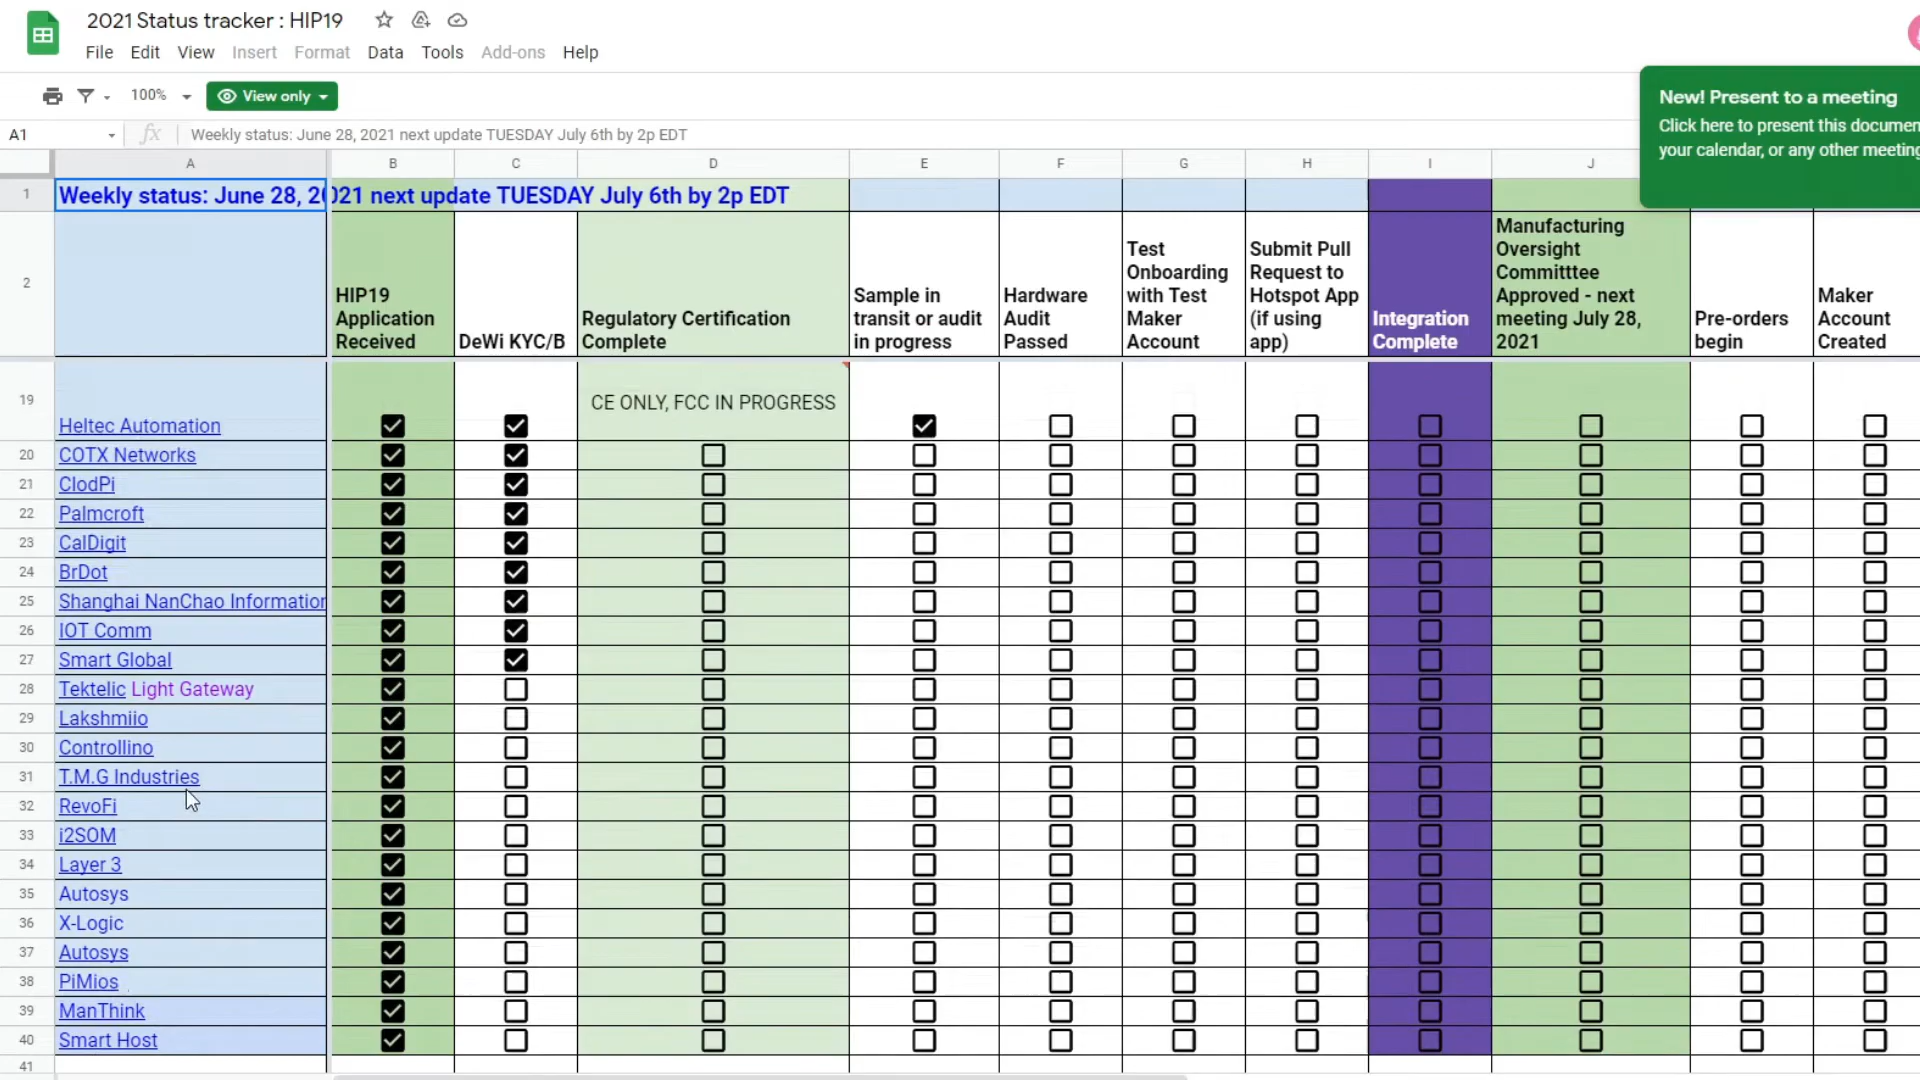 2021 Status tracker : HIP19
File Edit View Insert Format Data Tools Add-ons Help
100% View only
New! Present to a meeting
Click here to present this documen
your calendar, or any other meeting
A1 fx Weekly status: June 28, 2021 next update TUESDAY July 6th by 2p EDT
A B C D E F G H I J
1 Weekly status: June 28, 2021 next update TUESDAY July 6th by 2p EDT
2
HIP19
Application
Received
DeWi KYC/B
Regulatory Certification
Complete
Sample in
transit or audit
in progress
Hardware
Audit
Passed
Test
Onboarding
with Test
Maker
Account
Submit Pull
Request to
Hotspot App
(if using
app)
Integration
Complete
Manufacturing
Oversight
Committtee
Approved - next
meeting July 28,
2021
Pre-orders
begin
Maker
Account
Created
19 Heltec Automation CE ONLY, FCC IN PROGRESS
20 COTX Networks
21 ClodPi
22 Palmcroft
23 CalDigit
24 BrDot
25 Shanghai NanChao Information
26 IOT Comm
27 Smart Global
28 Tektelic Light Gateway
29 Lakshmiio
30 Controllino
31 T.M.G Industries
32 RevoFi
33 i2SOM
34 Layer 3
35 Autosys
36 X-Logic
37 Autosys
38 PiMios
39 ManThink
40 Smart Host
41